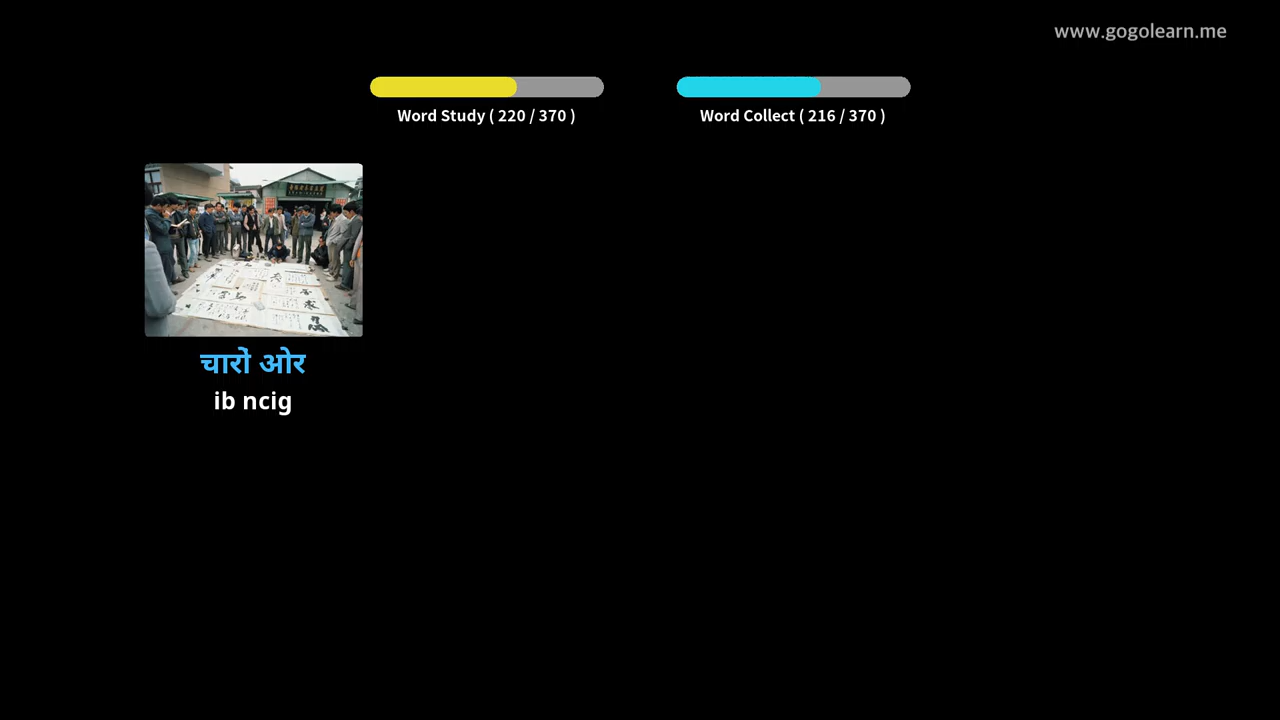 www.gogolearn.me
Word Study ( 220 / 370 )
Word Collect ( 216 / 370 )
चारों ओर
ib ncig